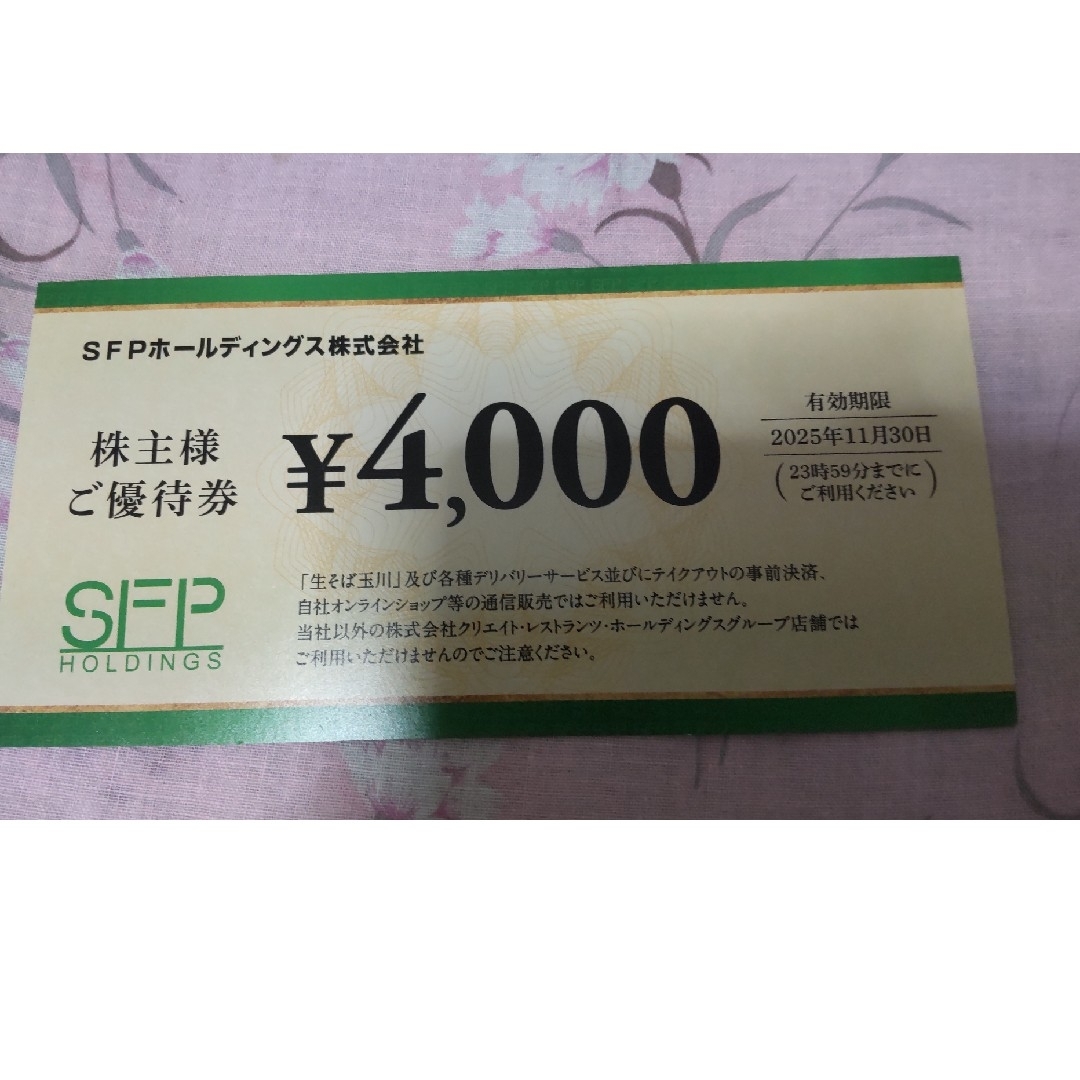 SFPホールディングス株式会社
株主様
ご優待券
¥4,000
有効期限
2025年11月30日
(23時59分までに
ご利用ください)
「生そば玉川」及び各種デリバリーサービス並びにテイクアウトの事前決済、
自社オンラインショップ等の通信販売ではご利用いただけません。
当社以外の株式会社クリエイト・レストランツ・ホールディングスグループ店舗では
ご利用いただけませんのでご注意ください。
SFP
HOLDINGS